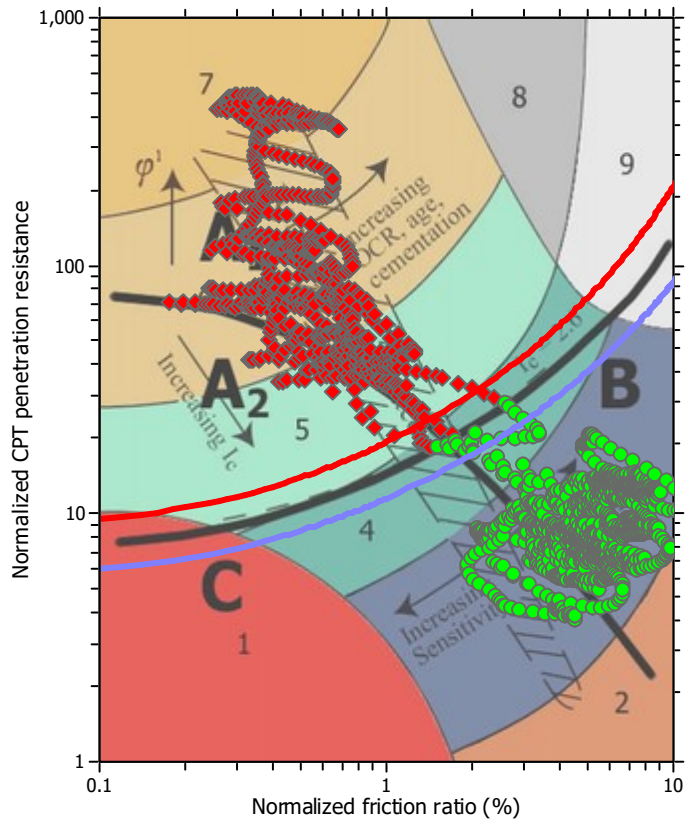 1,000
7
8
9
φ¹
A
Increasing
OCR, age,
cementation
100
A2
Increasing Ic
5
2.6
B
10
4
C
Increasing
Sensitivity
1
2
1
0.1
1
10
Normalized friction ratio (%)
Normalized CPT penetration resistance